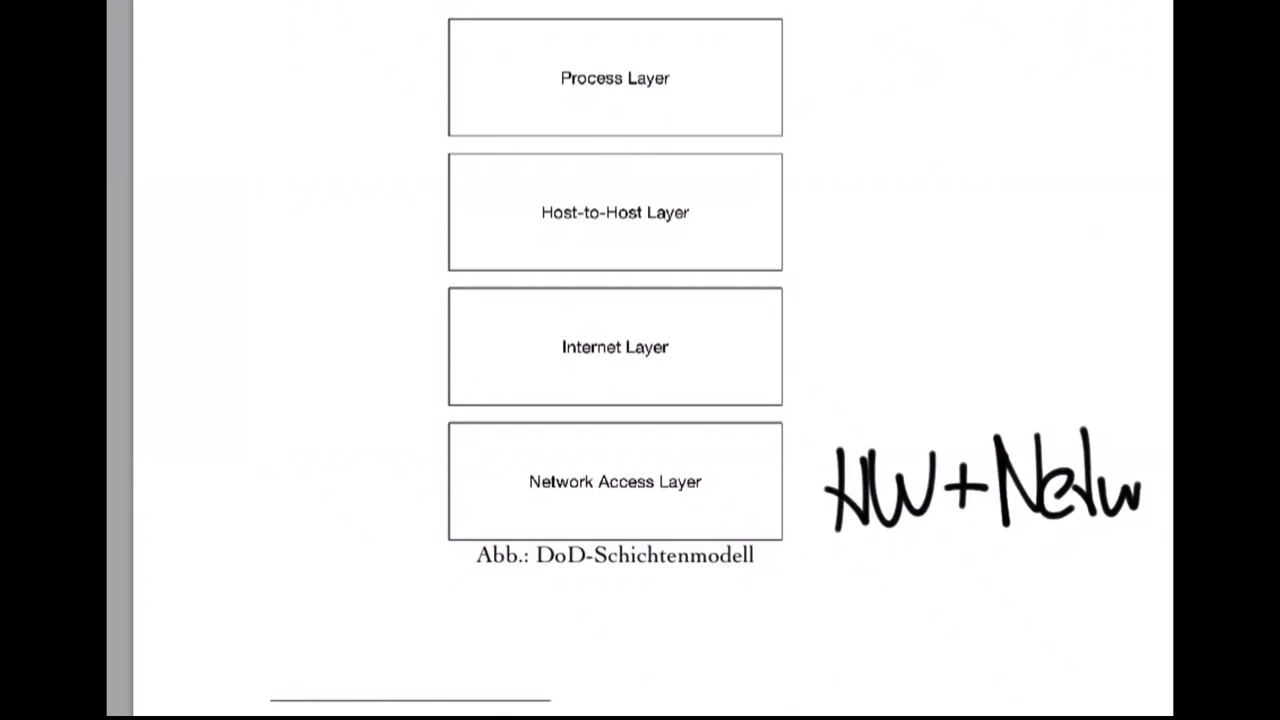 Process Layer
Host-to-Host Layer
Internet Layer
Network Access Layer
HW+Netw
Abb.: DoD-Schichtenmodell